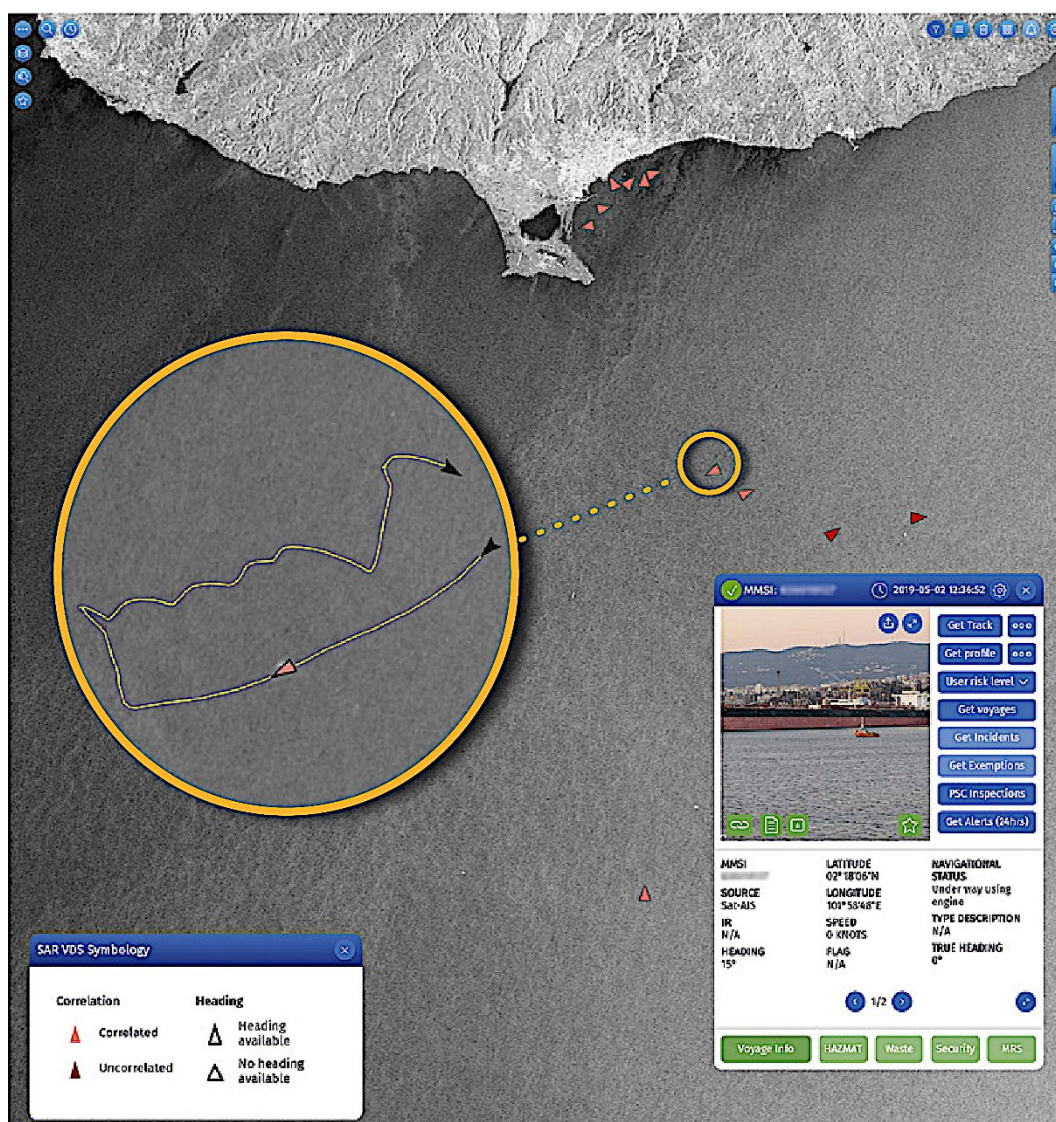 MMSI:
2019-05-02 12:36:52
Get Track
Get profile
User risk level
Get voyages
Get Incidents
Get Exemptions
PSC Inspections
Get Alerts (24hrs)
MMSI
LATITUDE
02° 18'06"N
NAVIGATIONAL
STATUS
Under way using
engine
SOURCE
Sat-AIS
LONGITUDE
101° 58'48"E
IR
N/A
SPEED
0 KNOTS
TYPE DESCRIPTION
N/A
HEADING
15°
FLAG
N/A
TRUE HEADING
0°
1/2
Voyage Info
HAZMAT
Waste
Security
MRS
SAR VDS Symbology
Correlation
Heading
Correlated
Heading
available
Uncorrelated
No heading
available